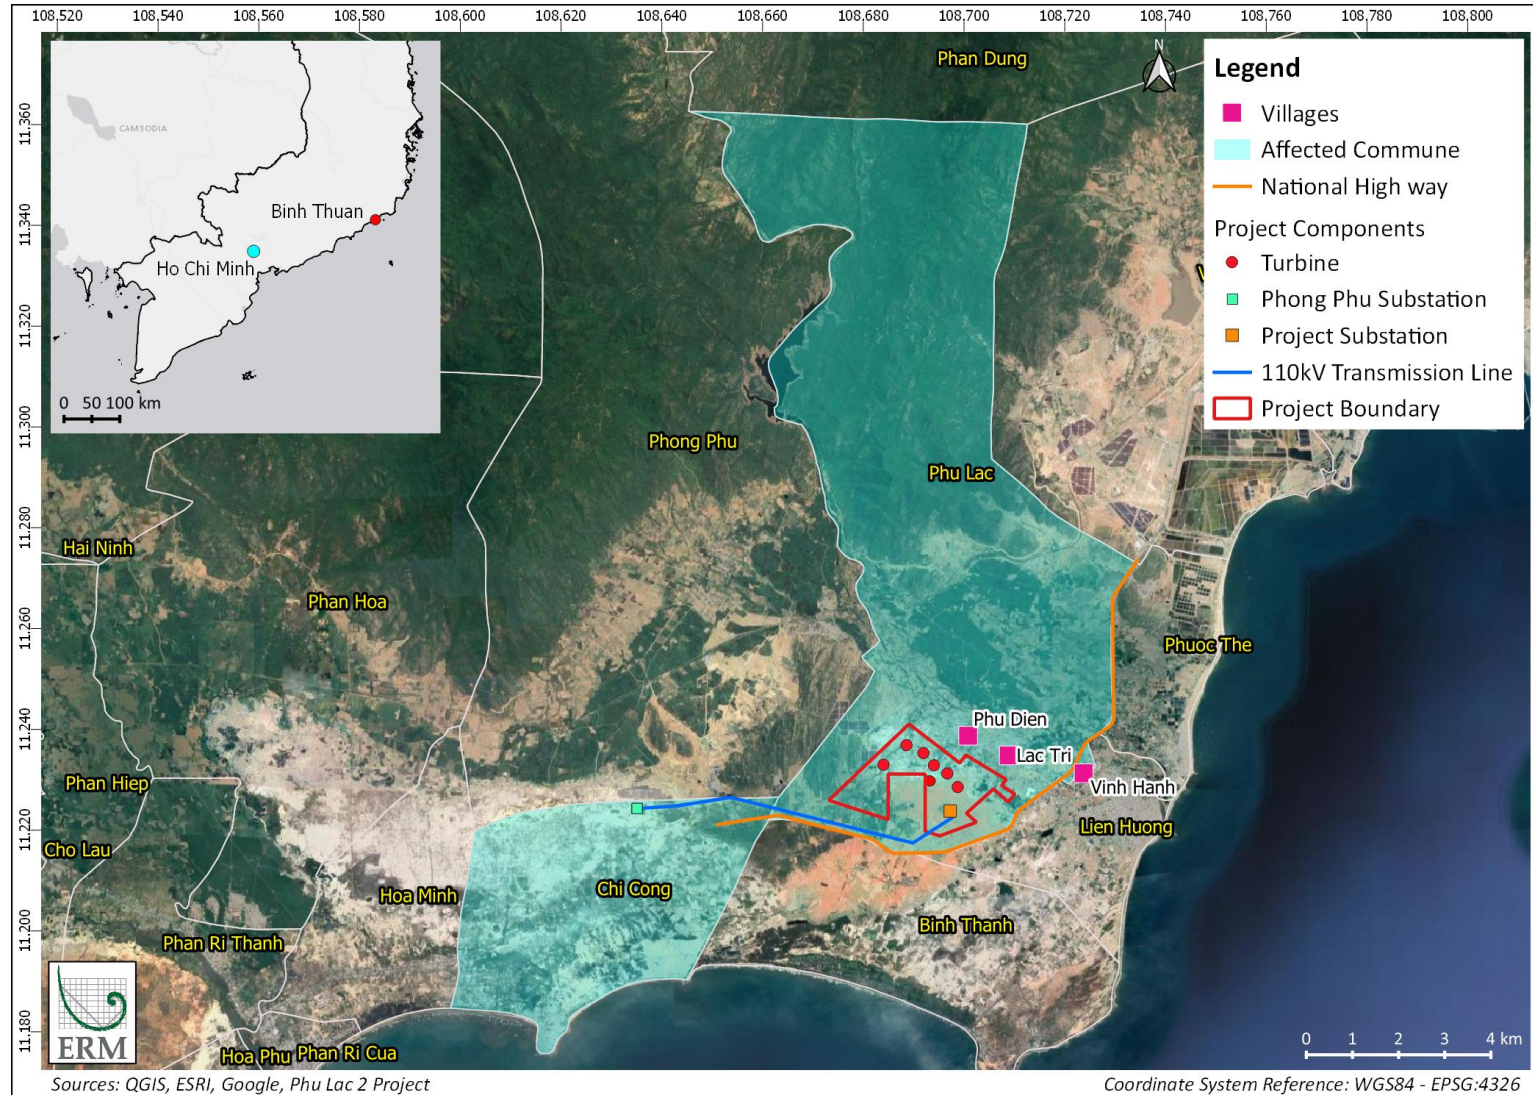 108.520 108.540 108.560 108.580 108.600 108.620 108.640 108.660 108.680 108.700 108.720 108.740 108.760 108.780 108.800
11.360
11.340
11.320
11.300
11.280
11.260
11.240
11.220
11.200
11.180
CAMBODIA
Binh Thuan
Ho Chi Minh
0 50 100 km
N
Legend
Villages
Affected Commune
National High way
Project Components
Turbine
Phong Phu Substation
Project Substation
110kV Transmission Line
Project Boundary
Phan Dung
Phong Phu
Phu Lac
Hai Ninh
Phan Hoa
Phuoc The
Phu Dien
Lac Tri
Vinh Hanh
Phan Hiep
Lien Huong
Cho Lau
Hoa Minh
Chi Cong
Binh Thanh
Phan Ri Thanh
Hoa Phu
Phan Ri Cua
ERM
0 1 2 3 4 km
Sources: QGIS, ESRI, Google, Phu Lac 2 Project
Coordinate System Reference: WGS84 - EPSG:4326